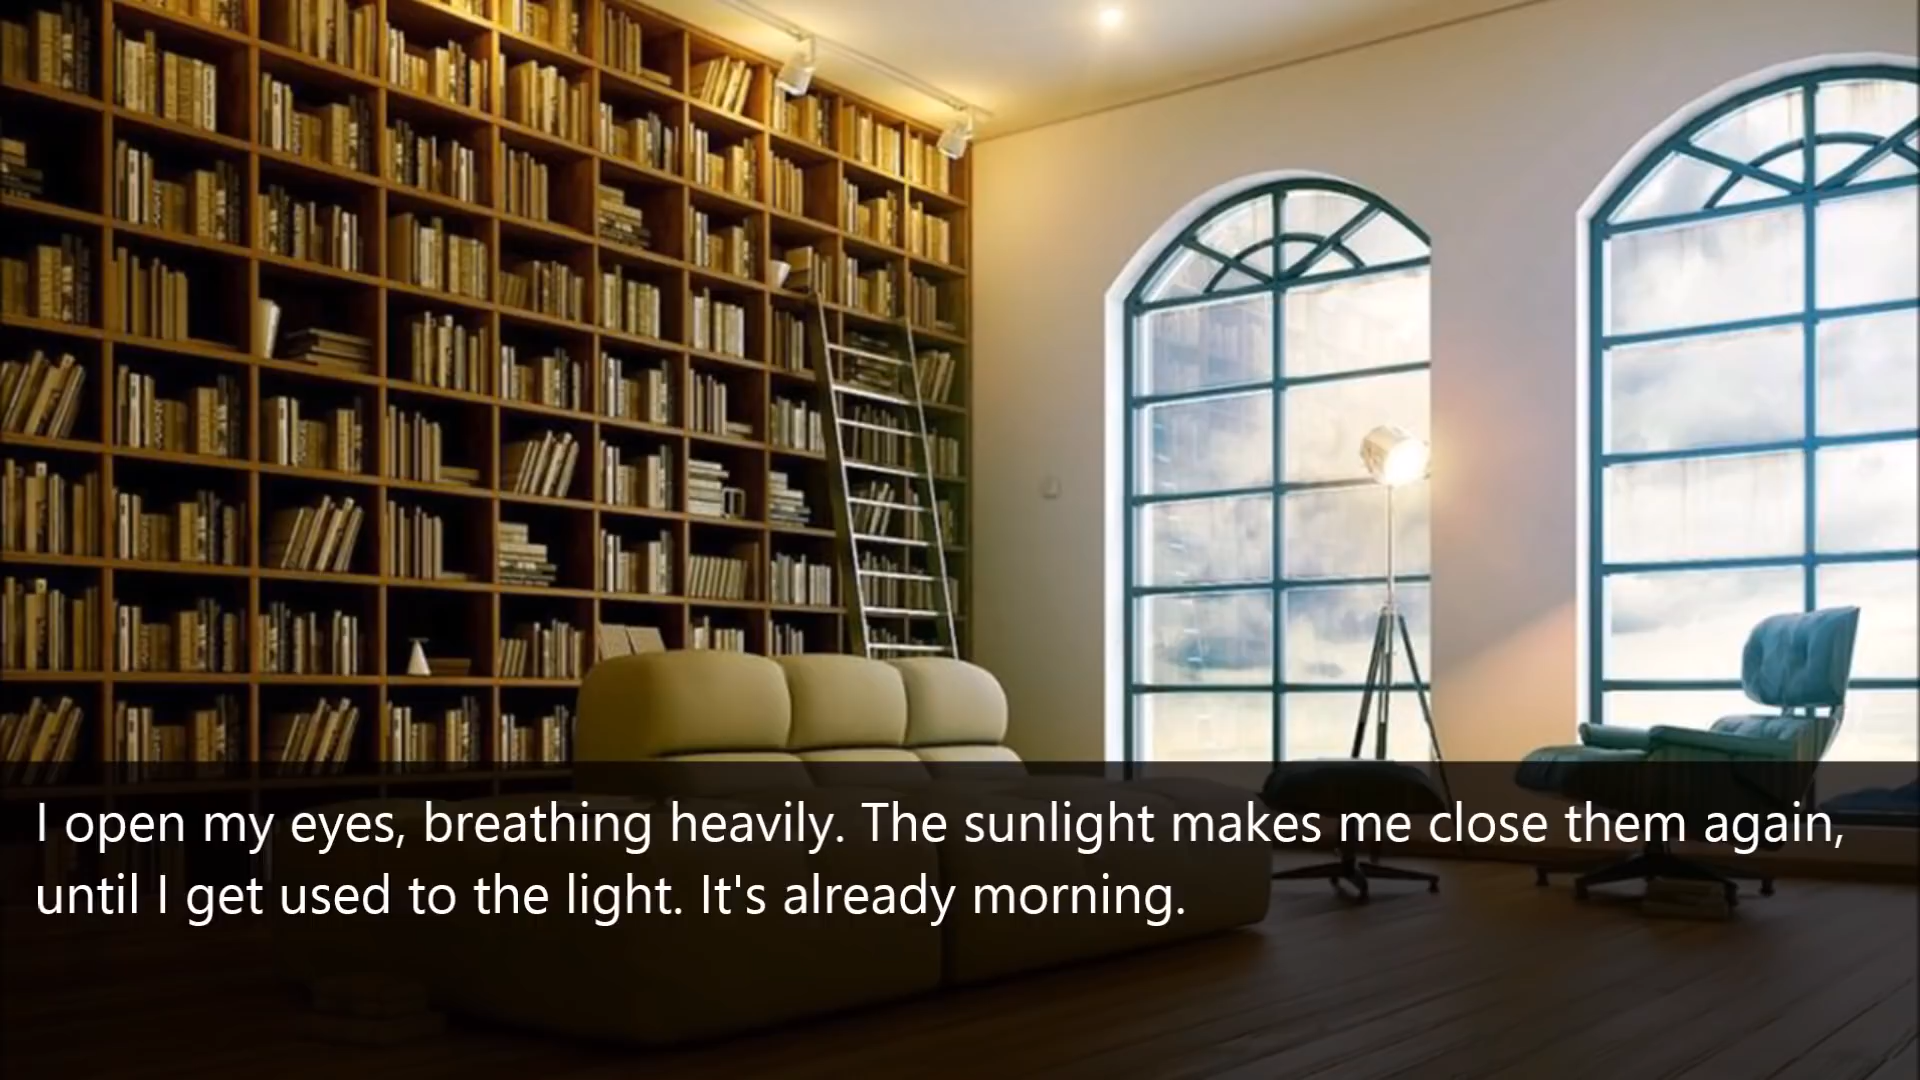 I open my eyes, breathing heavily. The sunlight makes me close them again,
until I get used to the light. It's already morning.